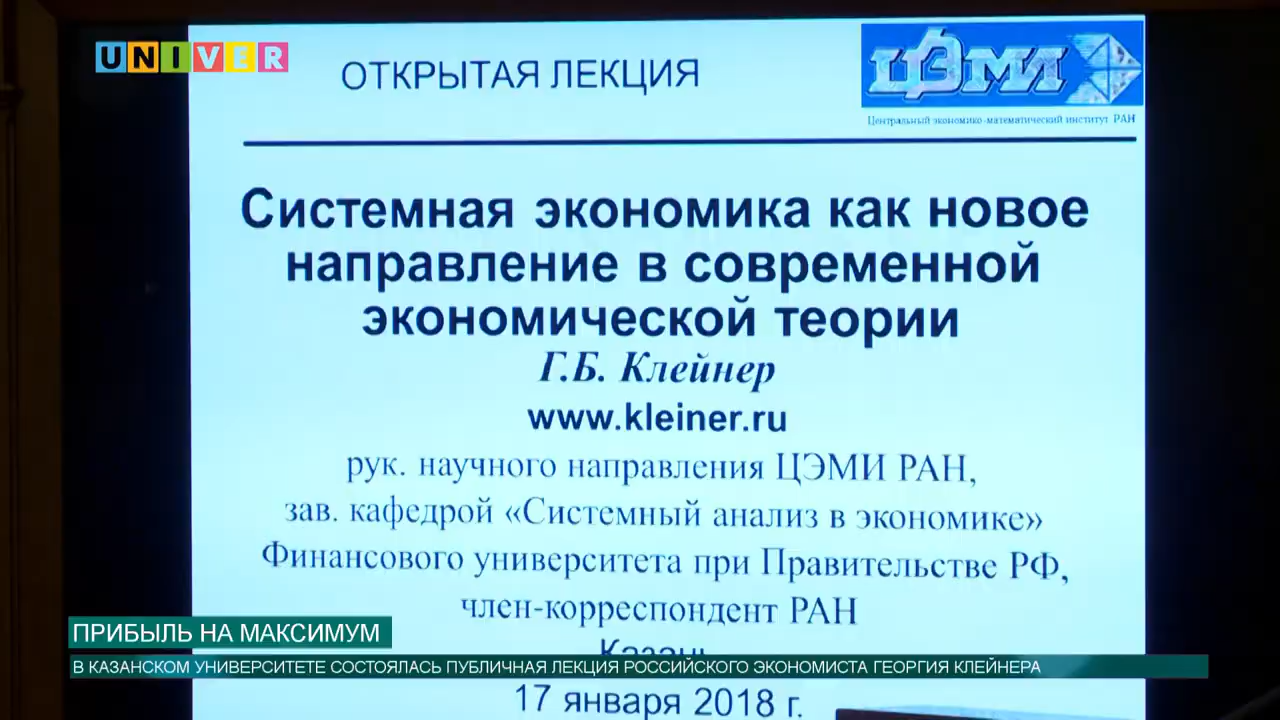 UNIVER
ОТКРЫТАЯ ЛЕКЦИЯ
ЦЭМИ
Центральный экономико-математический институт РАН
Системная экономика как новое
направление в современной
экономической теории
Г.Б. Клейнер
www.kleiner.ru
рук. научного направления ЦЭМИ РАН,
зав. кафедрой «Системный анализ в экономике»
Финансового университета при Правительстве РФ,
член-корреспондент РАН
Казань
ПРИБЫЛЬ НА МАКСИМУМ
В КАЗАНСКОМ УНИВЕРСИТЕТЕ СОСТОЯЛАСЬ ПУБЛИЧНАЯ ЛЕКЦИЯ РОССИЙСКОГО ЭКОНОМИСТА ГЕОРГИЯ КЛЕЙНЕРА
17 января 2018 г.